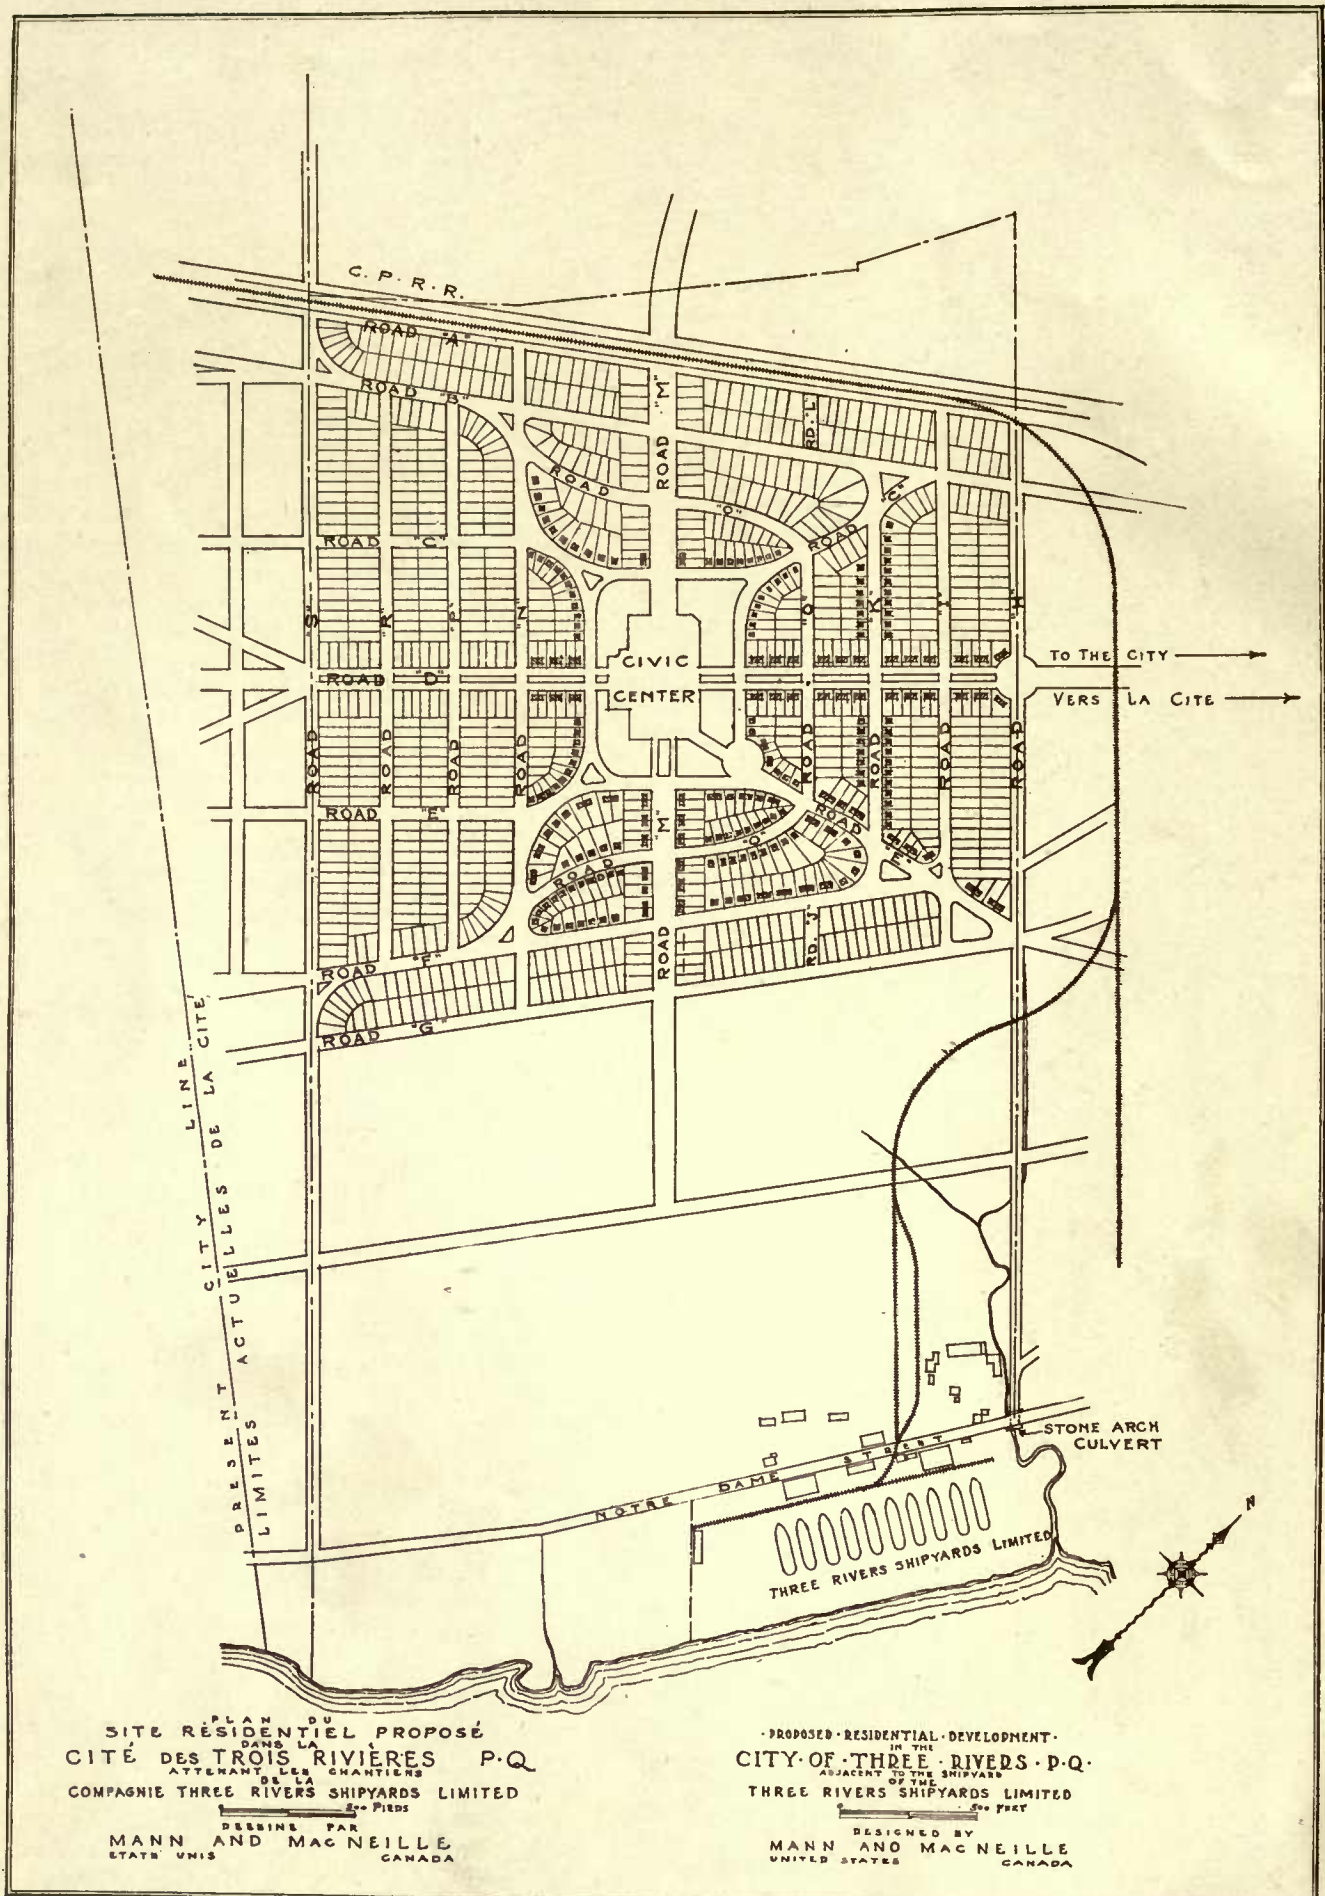 C. P. R. R.
ROAD "A"
ROAD "B"
ROAD "M"
RD. "L"
ROAD "O"
ROAD "C"
ROAD "C"
"S"
"R"
"P"
"N"
"O"
"K"
"I"
"H"
CIVIC
CENTER
ROAD "D"
TO THE CITY
VERS LA CITE
ROAD
ROAD
ROAD
ROAD
ROAD
ROAD
ROAD
ROAD
ROAD "E"
"M"
"O"
ROAD
ROAD
"E"
ROAD
RD. "J"
ROAD "F"
ROAD "G"
PRESENT CITY LINE
LIMITES ACTUELLES DE LA CITÉ
STONE ARCH
CULVERT
NOTRE DAME STREET
THREE RIVERS SHIPYARDS LIMITED
N
PLAN DU
SITE RÉSIDENTIEL PROPOSÉ
DANS LA
CITÉ DES TROIS RIVIÈRES P.Q
ATTENANT LES CHANTIERS
DE LA
COMPAGNIE THREE RIVERS SHIPYARDS LIMITED
500 PIEDS
DESSINE PAR
MANN AND MACNEILLE
ETATS UNIS CANADA
· PROPOSED · RESIDENTIAL · DEVELOPMENT ·
IN THE
CITY · OF · THREE · RIVERS · P.Q.
ADJACENT TO THE SHIPYARD
OF THE
THREE RIVERS SHIPYARDS LIMITED
500 FEET
DESIGNED BY
MANN AND MACNEILLE
UNITED STATES CANADA